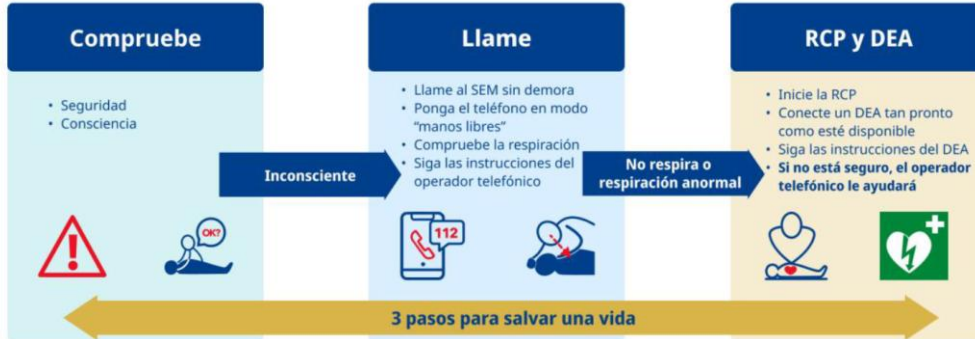 Compruebe
• Seguridad
• Consciencia
OK?
Inconsciente
Llame
• Llame al SEM sin demora
• Ponga el teléfono en modo
“manos libres”
• Compruebe la respiración
• Siga las instrucciones del
operador telefónico
112
No respira o
respiración anormal
RCP y DEA
• Inicie la RCP
• Conecte un DEA tan pronto
como esté disponible
• Siga las instrucciones del DEA
• Si no está seguro, el operador
telefónico le ayudará
3 pasos para salvar una vida